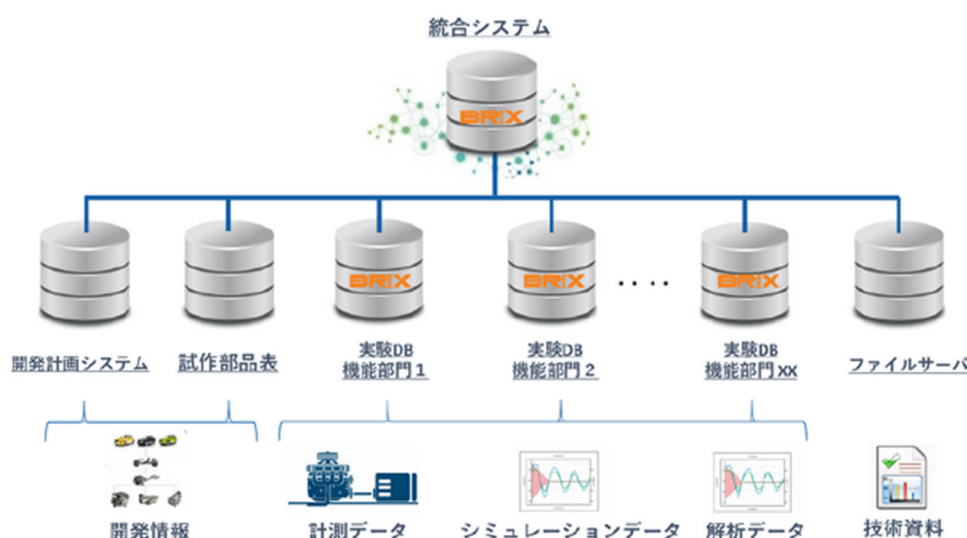 統合システム
BRIX
BRIX
BRIX
BRIX
開発計画システム
試作部品表
実験DB
機能部門1
実験DB
機能部門2
....
実験DB
機能部門XX
ファイルサーバ
開発情報
計測データ
シミュレーションデータ
解析データ
技術資料